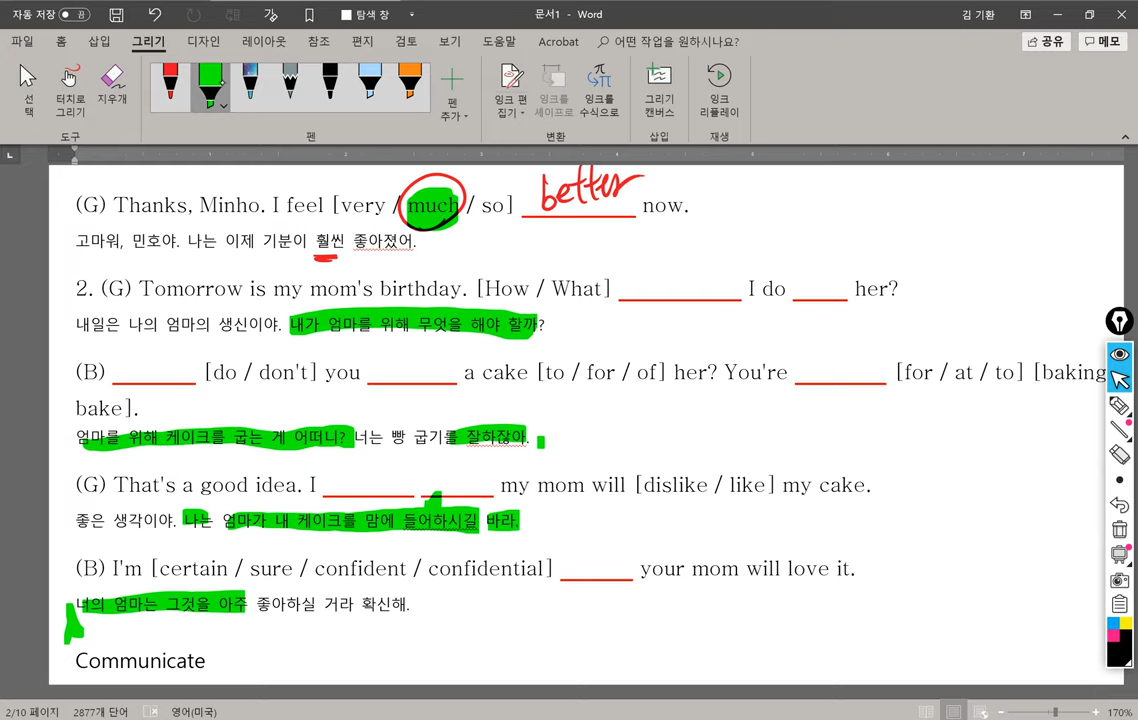 자동 저장 끔 탐색 창 문서1 - Word 김 기환
파일 홈 삽입 그리기 디자인 레이아웃 참조 편지 검토 보기 도움말 Acrobat 어떤 작업을 원하시나요? 공유 메모
선택 터치로 그리기 지우개 펜 추가 잉크 편집기 잉크를 셰이프로 잉크를 수식으로 그리기 캔버스 잉크 리플레이
도구 펜 변환 삽입 재생
(G) Thanks, Minho. I feel [very / much / so] better now.
고마워, 민호야. 나는 이제 기분이 훨씬 좋아졌어.
2. (G) Tomorrow is my mom's birthday. [How / What] ________ I do ____ her?
내일은 나의 엄마의 생신이야. 내가 엄마를 위해 무엇을 해야 할까?
(B) ______ [do / don't] you ______ a cake [to / for / of] her? You're ______ [for / at / to] [baking
bake].
엄마를 위해 케이크를 굽는 게 어떠니? 너는 빵 굽기를 잘하잖아.
(G) That's a good idea. I ______ _____ my mom will [dislike / like] my cake.
좋은 생각이야. 나는 엄마가 내 케이크를 맘에 들어하시길 바라.
(B) I'm [certain / sure / confident / confidential] _____ your mom will love it.
너의 엄마는 그것을 아주 좋아하실 거라 확신해.
Communicate
2/10 페이지 2877개 단어 영어(미국) 170%